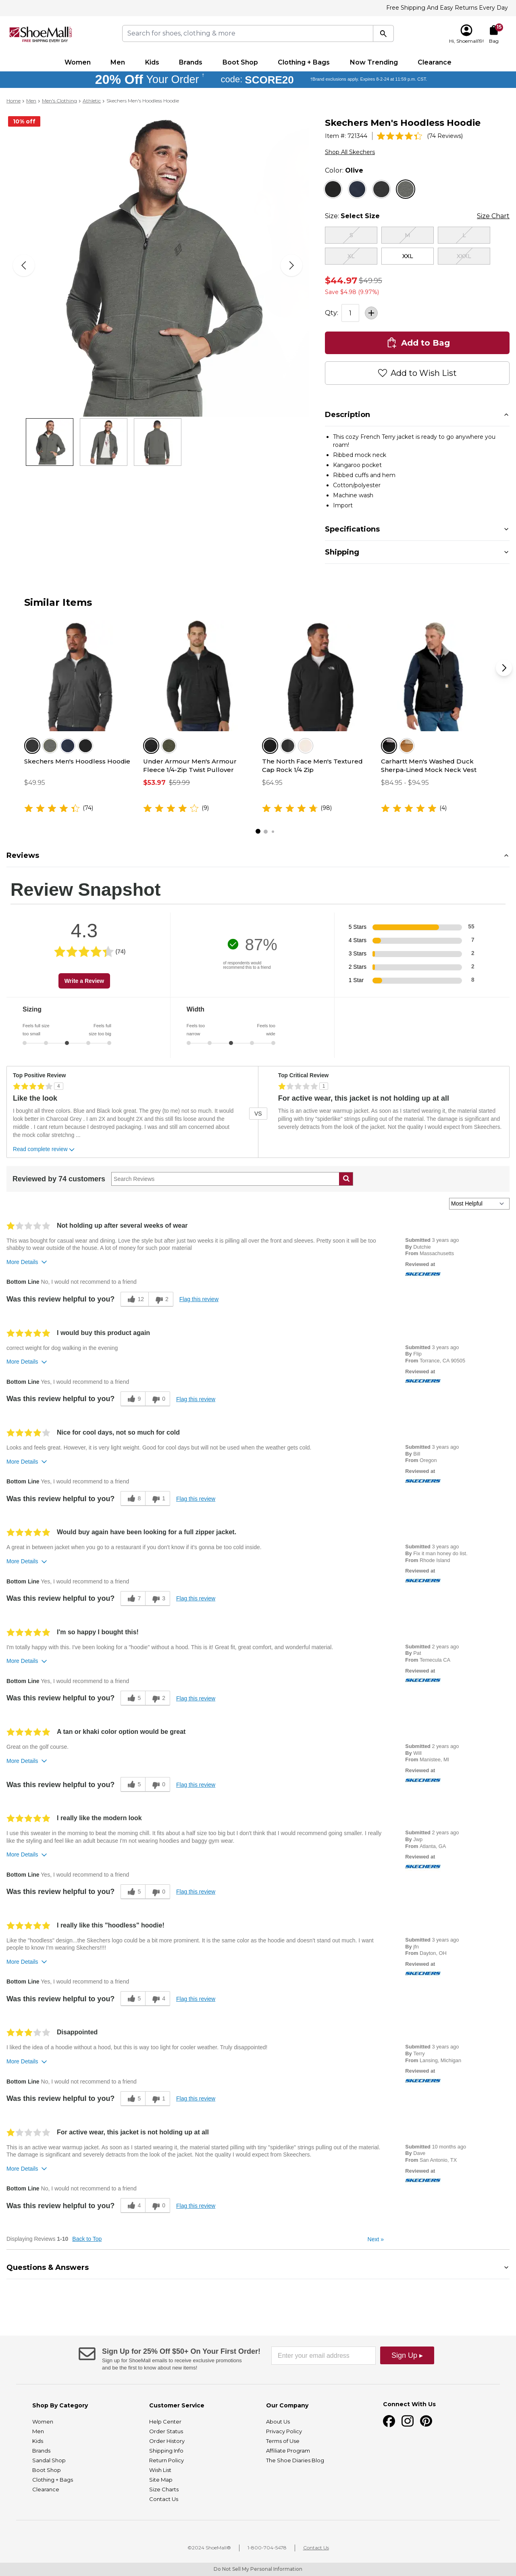 Free Shipping And Easy Returns Every Day
ShoeMall
FREE SHIPPING EVERY DAY
Search for shoes, clothing & more
Hi, Shoemall®!
15
Bag
Women
Men
Kids
Brands
Boot Shop
Clothing + Bags
Now Trending
Clearance
20% Off Your Order † code: SCORE20
†Brand exclusions apply. Expires 8-2-24 at 11:59 p.m. CST.
Home > Men > Men's Clothing > Athletic > Skechers Men's Hoodless Hoodie
10% off
Skechers Men's Hoodless Hoodie
Item #: 721344 | (74 Reviews)
Shop All Skechers
Color: Olive
Size: Select Size
Size Chart
S
M
L
XL
XXL
XXXL
$44.97 $49.95
Save $4.98 (9.97%)
Qty: 1
Add to Bag
Add to Wish List
Description
This cozy French Terry jacket is ready to go anywhere you roam!
Ribbed mock neck
Kangaroo pocket
Ribbed cuffs and hem
Cotton/polyester
Machine wash
Import
Specifications
Shipping
Similar Items
Skechers Men's Hoodless Hoodie
$49.95
(74)
Under Armour Men's Armour Fleece 1/4-Zip Twist Pullover
$53.97 $59.99
(9)
The North Face Men's Textured Cap Rock 1/4 Zip
$64.95
(98)
Carhartt Men's Washed Duck Sherpa-Lined Mock Neck Vest
$84.95 - $94.95
(4)
Reviews
Review Snapshot
4.3
(74)
Write a Review
87%
of respondents would recommend this to a friend
5 Stars 55
4 Stars 7
3 Stars 2
2 Stars 2
1 Star 8
Sizing
Feels full size too small
Feels full size too big
Width
Feels too narrow
Feels too wide
Top Positive Review
4
Like the look
I bought all three colors. Blue and Black look great. The grey (to me) not so much. It would look better in Charcoal Grey . I am 6'1 and bought 2X and this still fits loose around the middle . I cant return because I destroyed packaging. I was and still am concerned about the mock collar stretching ...
Read complete review
VS
Top Critical Review
1
For active wear, this jacket is not holding up at all
This is an active wear warmup jacket. As soon as I started wearing it, the material started pilling with tiny "spiderlike" strings pulling out of the material. The damage is significant and severely detracts from the look of the jacket. Not the quality I would expect from Skechers.
Reviewed by 74 customers
Search Reviews
Most Helpful
Not holding up after several weeks of wear
This was bought for casual wear and dining. Love the style but after just two weeks it is pilling all over the front and sleeves. Pretty soon it will be too shabby to wear outside of the house. A lot of money for such poor material
More Details
Bottom Line No, I would not recommend to a friend
Was this review helpful to you? 12 2 Flag this review
Submitted 3 years ago
By Dutchie
From Massachusetts
Reviewed at
SKECHERS
I would buy this product again
correct weight for dog walking in the evening
More Details
Bottom Line Yes, I would recommend to a friend
Was this review helpful to you? 9 0 Flag this review
Submitted 3 years ago
By Flip
From Torrance, CA 90505
Reviewed at
SKECHERS
Nice for cool days, not so much for cold
Looks and feels great. However, it is very light weight. Good for cool days but will not be used when the weather gets cold.
More Details
Bottom Line Yes, I would recommend to a friend
Was this review helpful to you? 8 1 Flag this review
Submitted 3 years ago
By Bill
From Oregon
Reviewed at
SKECHERS
Would buy again have been looking for a full zipper jacket.
A great in between jacket when you go to a restaurant if you don't know if it's gonna be too cold inside.
More Details
Bottom Line Yes, I would recommend to a friend
Was this review helpful to you? 7 3 Flag this review
Submitted 3 years ago
By Fix it man honey do list.
From Rhode Island
Reviewed at
SKECHERS
I'm so happy I bought this!
I'm totally happy with this. I've been looking for a "hoodie" without a hood. This is it! Great fit, great comfort, and wonderful material.
More Details
Bottom Line Yes, I would recommend to a friend
Was this review helpful to you? 5 2 Flag this review
Submitted 2 years ago
By Pat
From Temecula CA
Reviewed at
SKECHERS
A tan or khaki color option would be great
Great on the golf course.
More Details
Was this review helpful to you? 5 0 Flag this review
Submitted 2 years ago
By Will
From Manistee, MI
Reviewed at
SKECHERS
I really like the modern look
I use this sweater in the morning to beat the morning chill. It fits about a half size too big but I don't think that I would recommend going smaller. I really like the styling and feel like an adult because I'm not wearing hoodies and baggy gym wear.
More Details
Bottom Line Yes, I would recommend to a friend
Was this review helpful to you? 5 0 Flag this review
Submitted 2 years ago
By Jwp
From Atlanta, GA
Reviewed at
SKECHERS
I really like this "hoodless" hoodie!
Like the "hoodless" design...the Skechers logo could be a bit more prominent. It is the same color as the hoodie and doesn't stand out much. I want people to know I'm wearing Skechers!!!!
More Details
Bottom Line Yes, I would recommend to a friend
Was this review helpful to you? 5 4 Flag this review
Submitted 3 years ago
By jfn
From Dayton, OH
Reviewed at
SKECHERS
Disappointed
I liked the idea of a hoodie without a hood, but this is way too light for cooler weather. Truly disappointed!
More Details
Bottom Line No, I would not recommend to a friend
Was this review helpful to you? 5 1 Flag this review
Submitted 3 years ago
By Terry
From Lansing, Michigan
Reviewed at
SKECHERS
For active wear, this jacket is not holding up at all
This is an active wear warmup jacket. As soon as I started wearing it, the material started pilling with tiny "spiderlike" strings pulling out of the material. The damage is significant and severely detracts from the look of the jacket. Not the quality I would expect from Skechers.
More Details
Bottom Line No, I would not recommend to a friend
Was this review helpful to you? 4 0 Flag this review
Submitted 10 months ago
By Dave
From San Antonio, TX
Reviewed at
SKECHERS
Displaying Reviews 1-10 Back to Top
Next »
Questions & Answers
Sign Up for 25% Off $50+ On Your First Order!
Sign up for ShoeMall emails to receive exclusive promotions and be the first to know about new items!
Enter your email address
Sign Up ▸
Shop By Category
Women
Men
Kids
Brands
Sandal Shop
Boot Shop
Clothing + Bags
Clearance
Customer Service
Help Center
Order Status
Order History
Shipping Info
Return Policy
Wish List
Site Map
Size Charts
Contact Us
Our Company
About Us
Privacy Policy
Terms of Use
Affiliate Program
The Shoe Diaries Blog
Connect With Us
©2024 ShoeMall® | 1-800-704-5478 | Contact Us
Do Not Sell My Personal Information